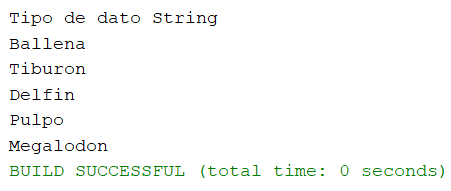 Tipo de dato String
Ballena
Tiburon
Delfin
Pulpo
Megalodon
BUILD SUCCESSFUL (total time: 0 seconds)